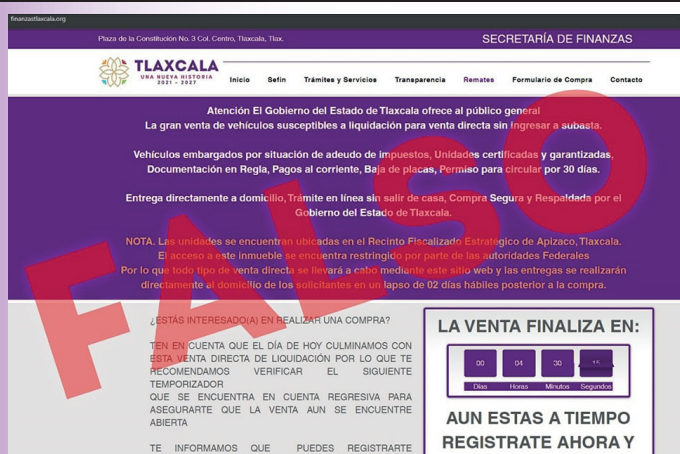 finanzastlaxcala.org
Plaza de la Constitución No. 3 Col. Centro, Tlaxcala, Tlax.
SECRETARÍA DE FINANZAS
TLAXCALA
UNA NUEVA HISTORIA
2021 - 2027
Inicio Sefin Trámites y Servicios Transparencia Remates Formulario de Compra Contacto
Atención El Gobierno del Estado de Tlaxcala ofrece al público general
La gran venta de vehículos susceptibles a liquidación para venta directa sin ingresar a subasta.
Vehículos embargados por situación de adeudo de impuestos, Unidades certificadas y garantizadas,
Documentación en Regla, Pagos al corriente, Baja de placas, Permiso para circular por 30 días.
Entrega directamente a domicilio, Trámite en línea sin salir de casa, Compra Segura y Respaldada por el
Gobierno del Estado de Tlaxcala.
NOTA. Las unidades se encuentran ubicadas en el Recinto Fiscalizado Estratégico de Apizaco, Tlaxcala.
El acceso a este inmueble se encuentra restringido por parte de las autoridades Federales
Por lo que todo tipo de venta directa se llevará a cabo mediante este sitio web y las entregas se realizarán
directamente al domicilio de los solicitantes en un lapso de 02 días hábiles posterior a la compra.
FALSO
¿ESTÁS INTERESADO(A) EN REALIZAR UNA COMPRA?
TEN EN CUENTA QUE EL DÍA DE HOY CULMINAMOS CON
ESTA VENTA DIRECTA DE LIQUIDACIÓN POR LO QUE TE
RECOMENDAMOS VERIFICAR EL SIGUIENTE
TEMPORIZADOR
QUE SE ENCUENTRA EN CUENTA REGRESIVA PARA
ASEGURARTE QUE LA VENTA AUN SE ENCUENTRE
ABIERTA
TE INFORMAMOS QUE PUEDES REGISTRARTE
LA VENTA FINALIZA EN:
00 04 30 15
Días Horas Minutos Segundos
AUN ESTAS A TIEMPO
REGISTRATE AHORA Y